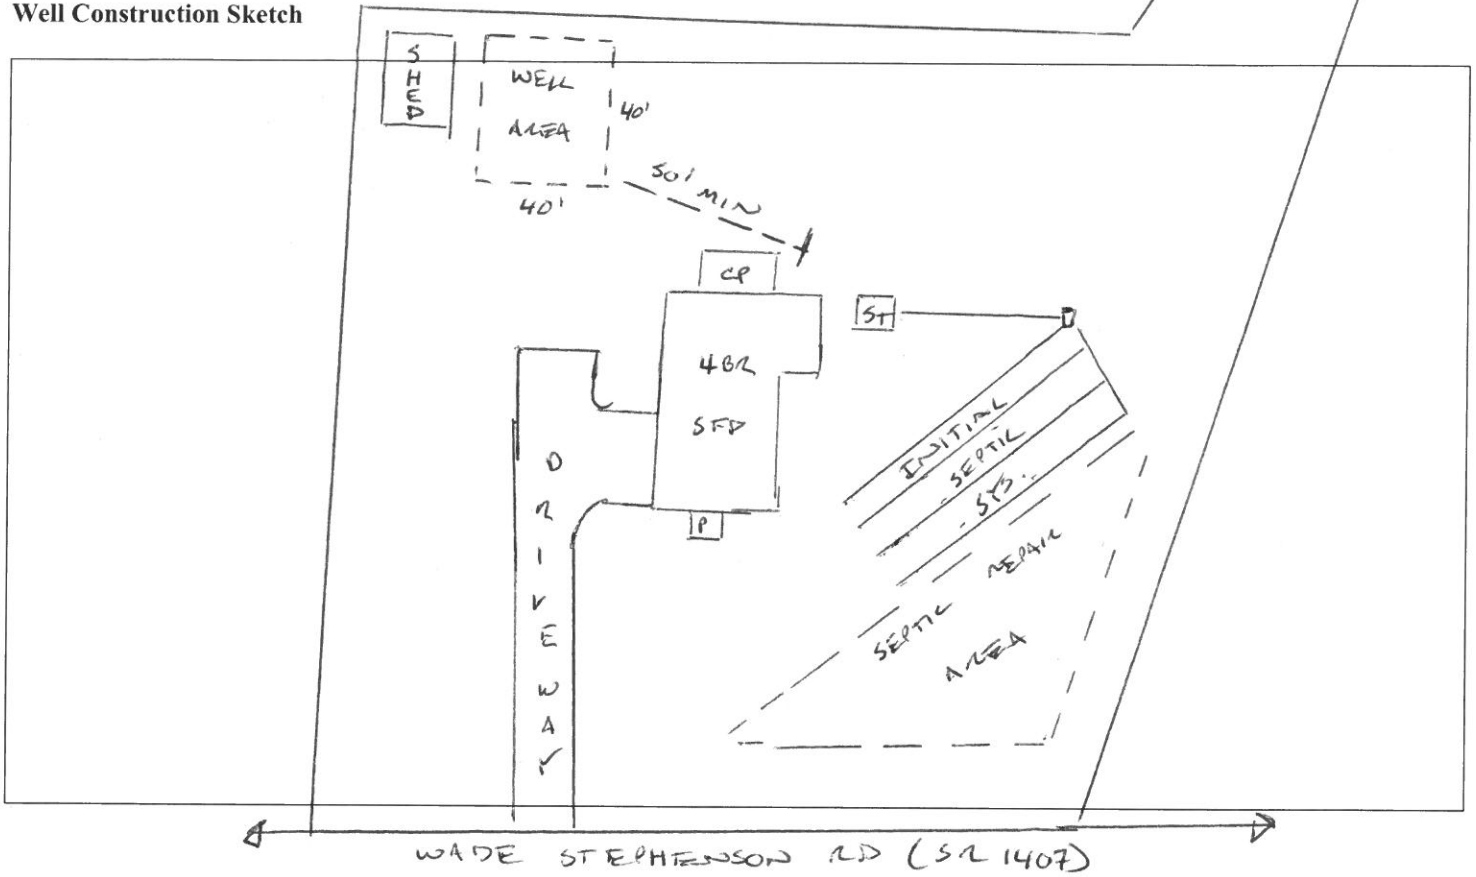 Well Construction Sketch
SHED
WELL
AREA
40'
40'
50' MIN
CP
ST
4BR
SFD
P
DRIVEWAY
INITIAL
SEPTIC
SYS.
SEPTIC REPAIR
AREA
WADE STEPHENSON RD (SR 1407)